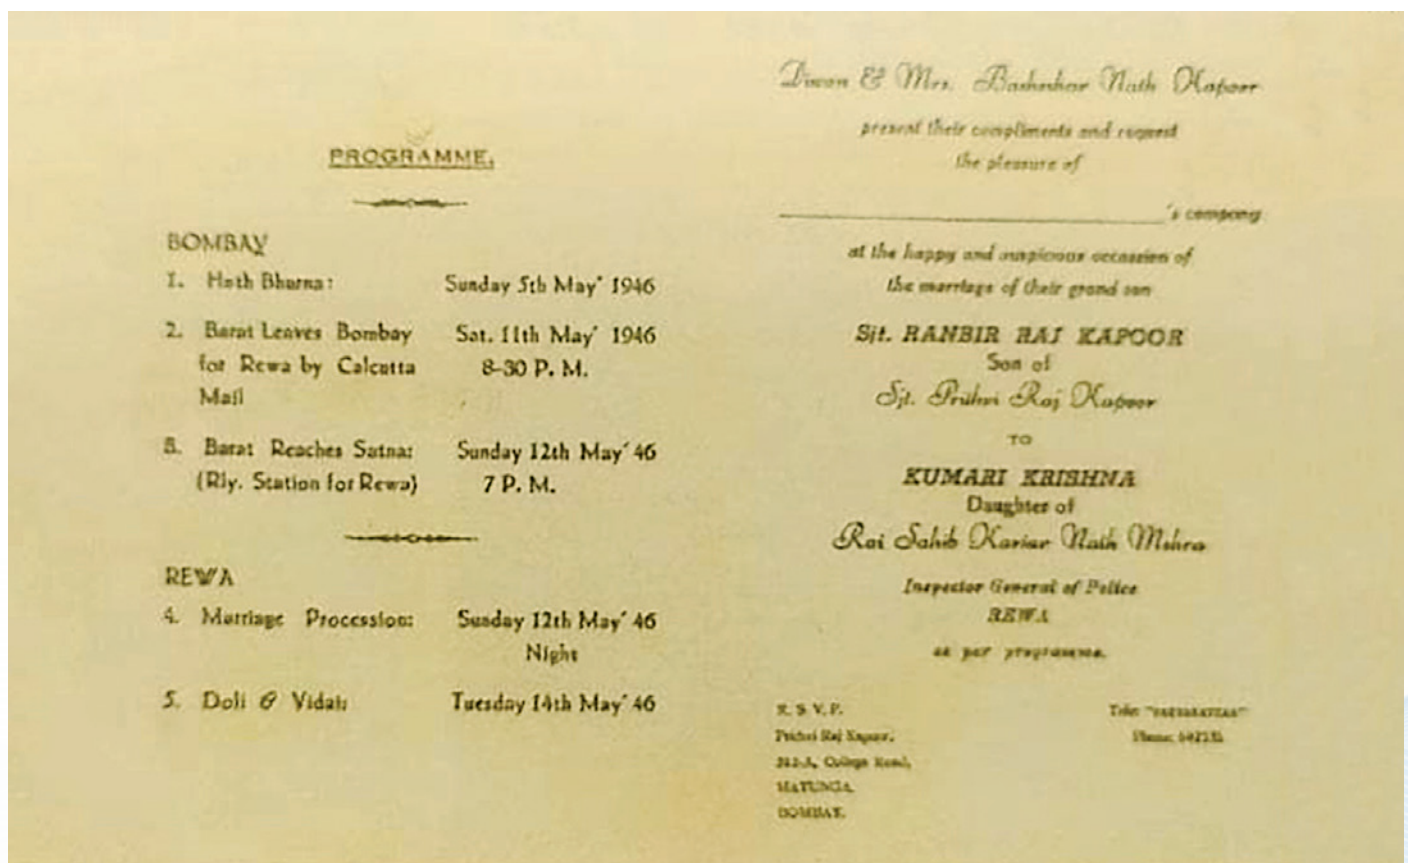 PROGRAMME.
BOMBAY
1. Hath Bharna: Sunday 5th May' 1946
2. Barat Leaves Bombay Sat. 11th May' 1946
for Rewa by Calcutta 8-30 P. M.
Mail
3. Barat Reaches Satna: Sunday 12th May' 46
(Rly. Station for Rewa) 7 P. M.
REWA
4. Marriage Procession: Sunday 12th May' 46
Night
5. Doli & Vidah: Tuesday 14th May' 46
Diwan & Mrs. Basheshar Nath Kapoor
present their compliments and request
the pleasure of
's company
at the happy and auspicious occassion of
the marriage of their grand son
Sjt. RANBIR RAJ KAPOOR
Son of
Sjt. Prithvi Raj Kapoor
TO
KUMARI KRISHNA
Daughter of
Rai Sahib Kartar Nath Mehra
Inspector General of Police
REWA
as per programme.
R. S. V. P.
Prithvi Raj Kapoor,
College Road, Phone:
MATUNGA.
BOMBAY.